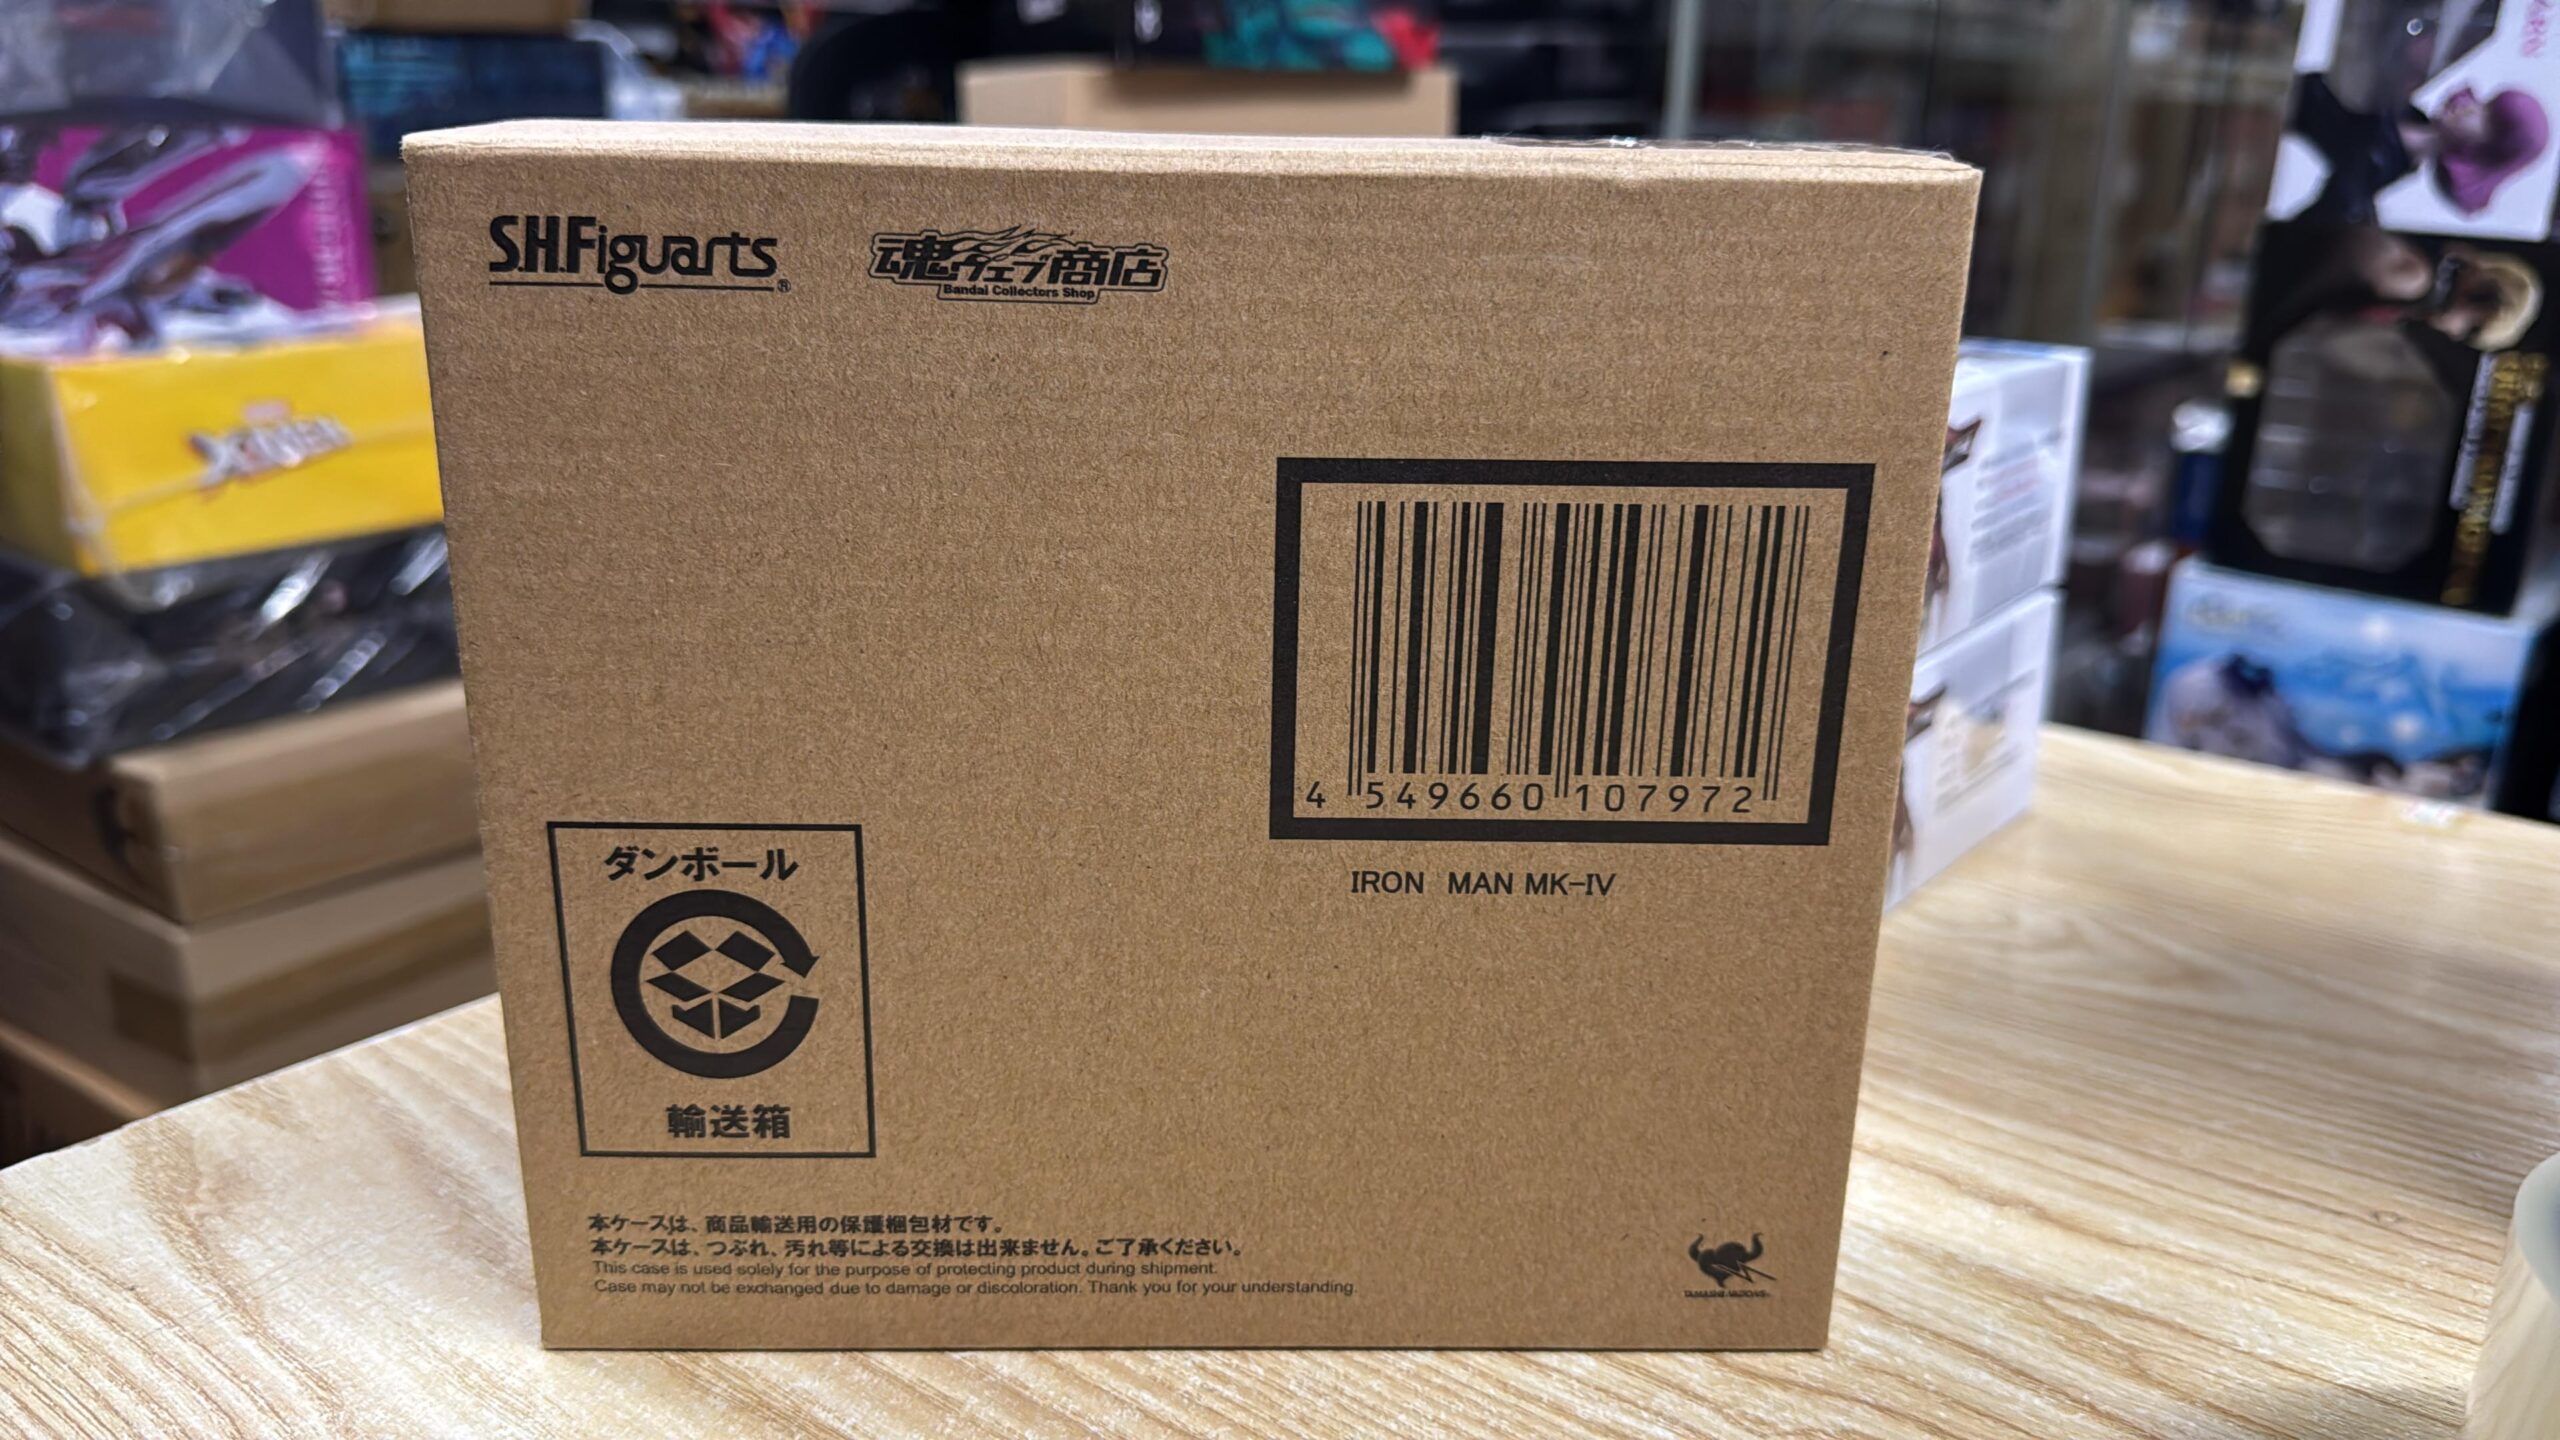 S.H.Figuarts®
魂ウェブ商店
Bandai Collectors Shop
4 549660 107972
IRON MAN MK-IV
ダンボール
輸送箱
本ケースは、商品輸送用の保護梱包材です。
本ケースは、つぶれ、汚れ等による交換は出来ません。ご了承ください。
This case is used solely for the purpose of protecting product during shipment.
Case may not be exchanged due to damage or discoloration. Thank you for your understanding.
TAMASHII NATIONS